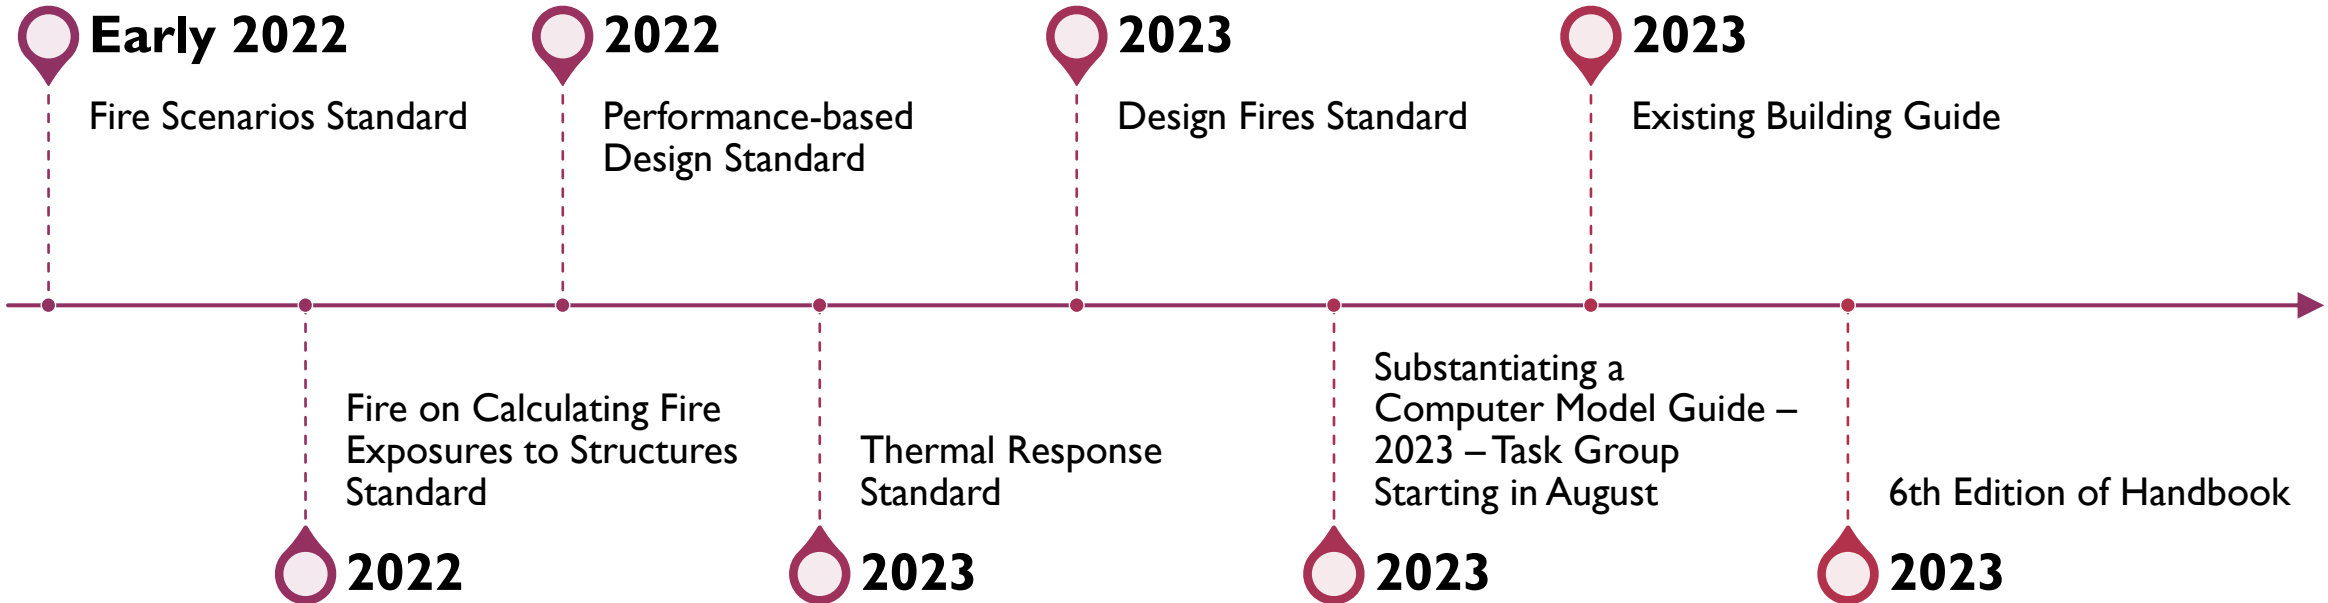 Early 2022
Fire Scenarios Standard
2022
Performance-based
Design Standard
2023
Design Fires Standard
2023
Existing Building Guide
Fire on Calculating Fire
Exposures to Structures
Standard
2022
Thermal Response
Standard
2023
Substantiating a
Computer Model Guide –
2023 – Task Group
Starting in August
2023
6th Edition of Handbook
2023